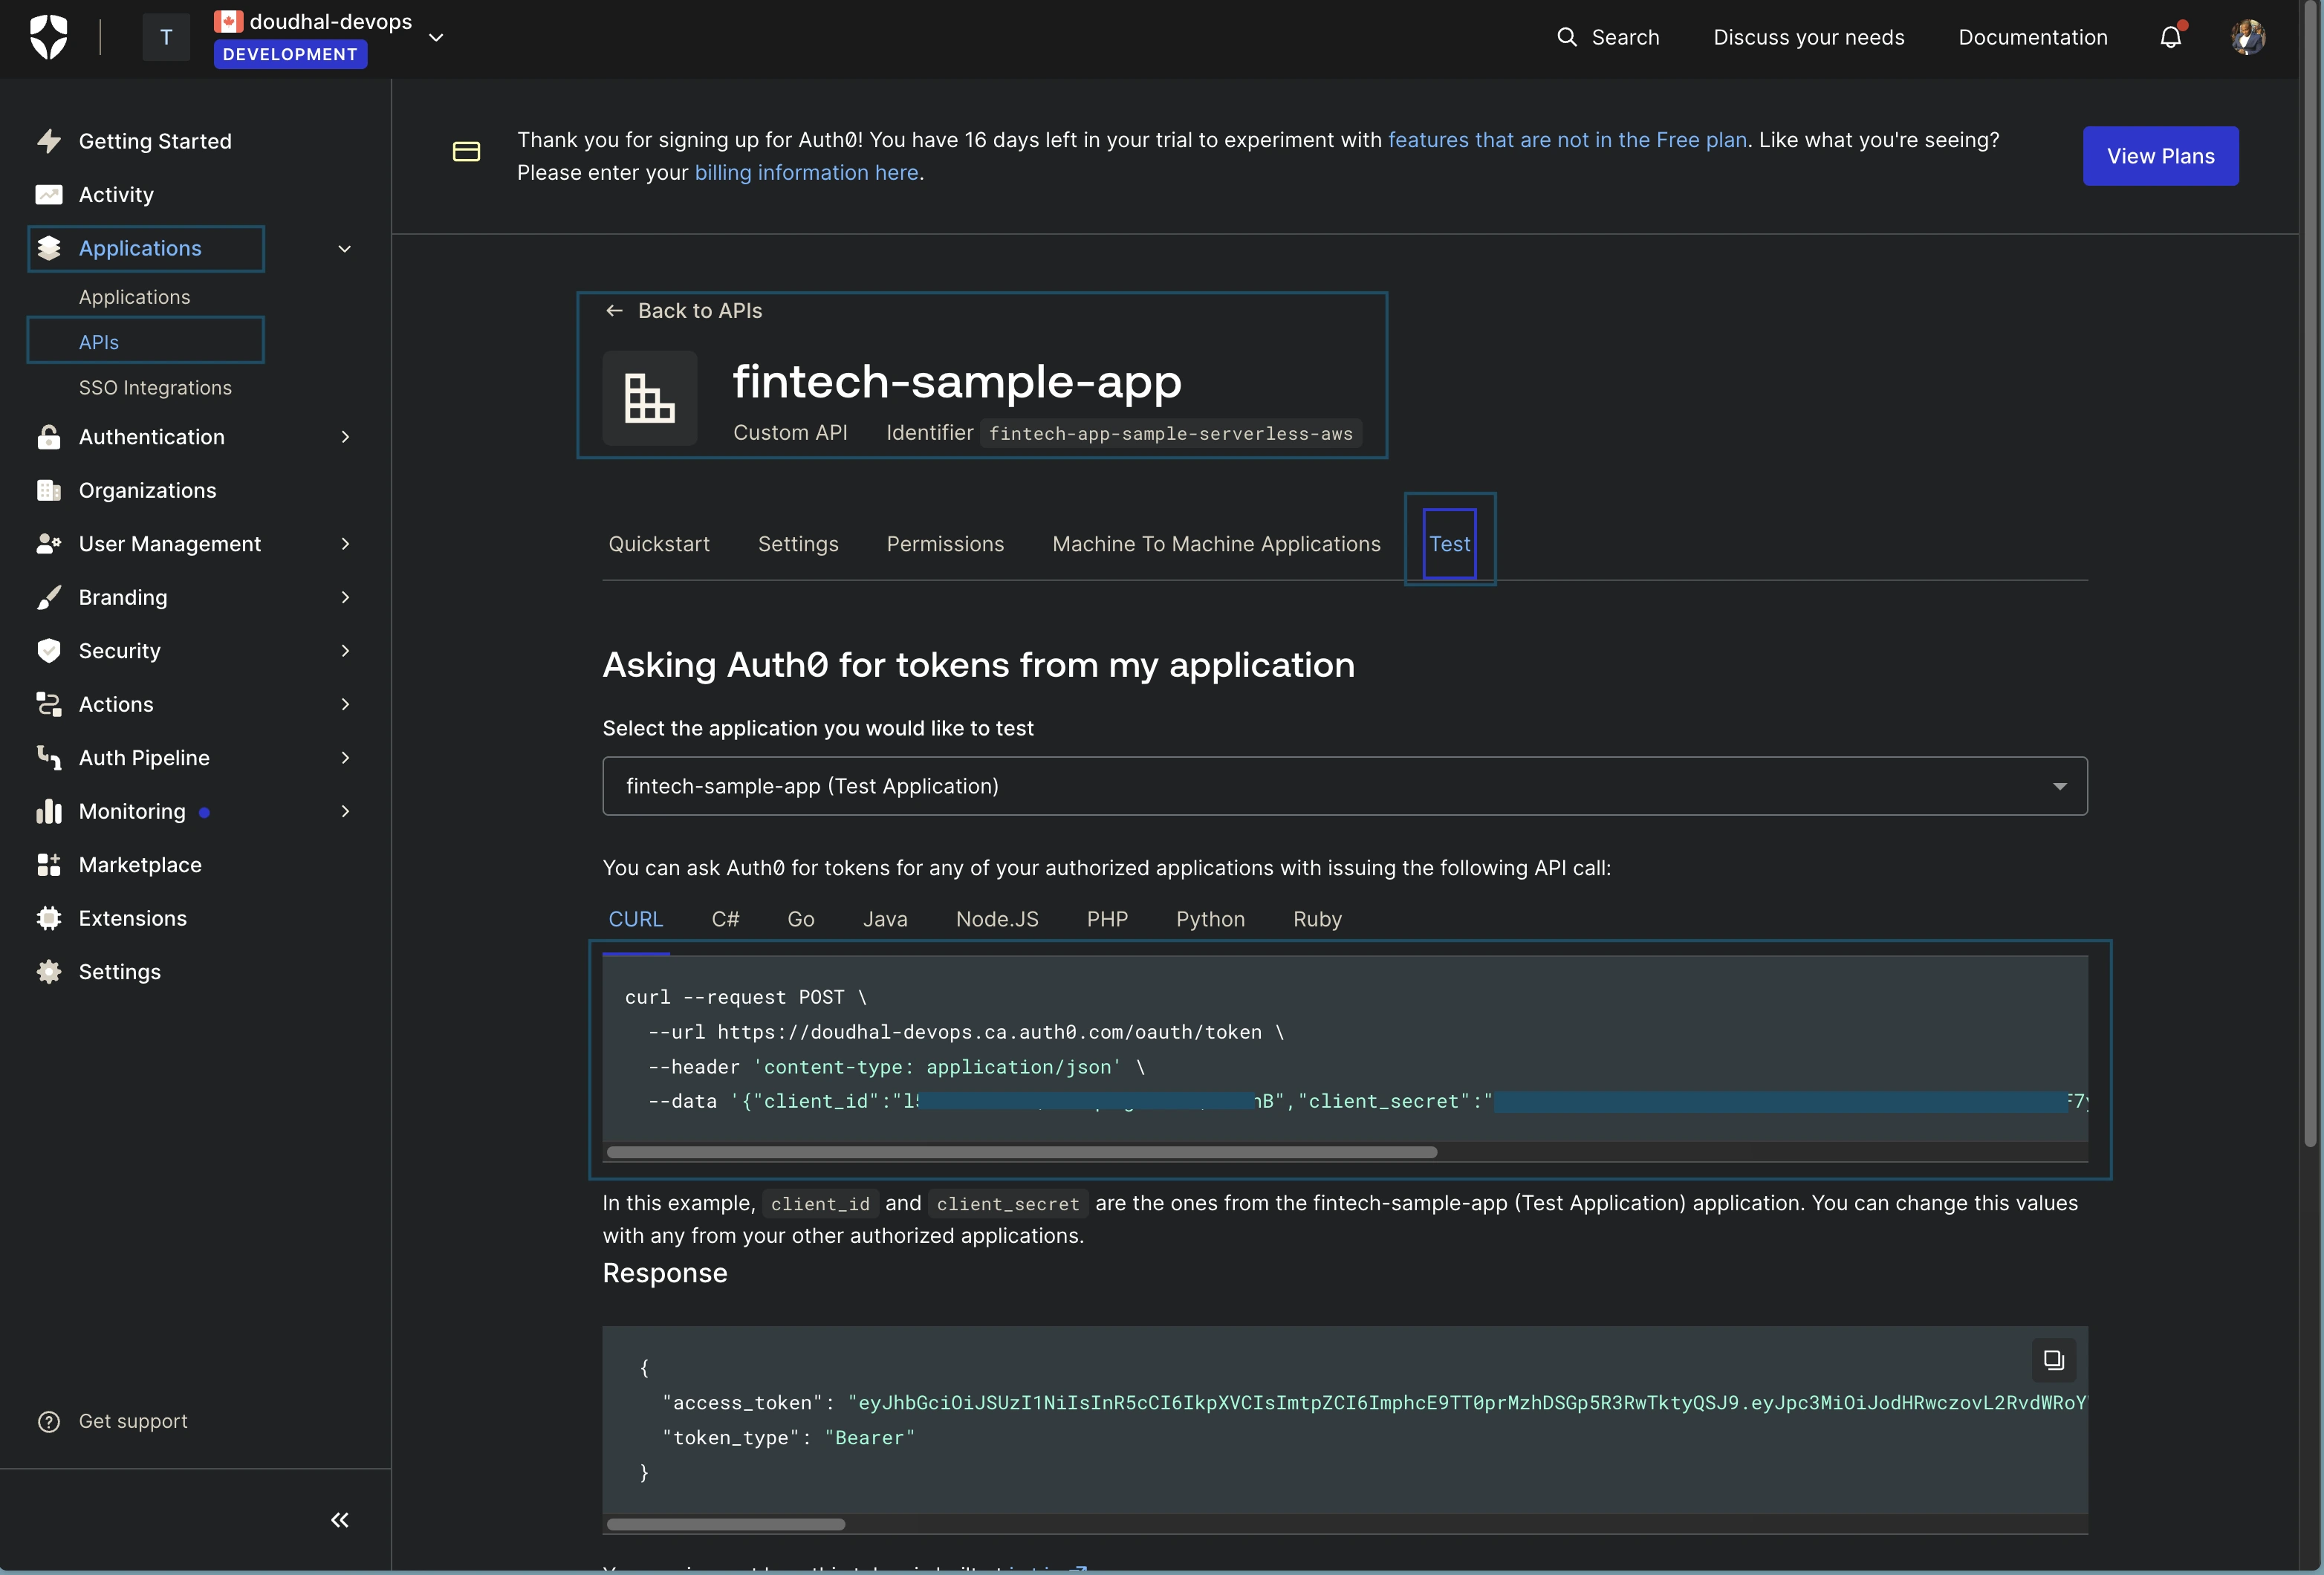 T
doudhal-devops
DEVELOPMENT
Search
Discuss your needs
Documentation
Getting Started
Activity
Applications
Applications
APIs
SSO Integrations
Authentication
Organizations
User Management
Branding
Security
Actions
Auth Pipeline
Monitoring
Marketplace
Extensions
Settings
Get support
Thank you for signing up for Auth0! You have 16 days left in your trial to experiment with features that are not in the Free plan. Like what you're seeing?
Please enter your billing information here.
View Plans
← Back to APIs
fintech-sample-app
Custom API Identifier fintech-app-sample-serverless-aws
Quickstart Settings Permissions Machine To Machine Applications Test
Asking Auth0 for tokens from my application
Select the application you would like to test
fintech-sample-app (Test Application)
You can ask Auth0 for tokens for any of your authorized applications with issuing the following API call:
CURL C# Go Java Node.JS PHP Python Ruby
curl --request POST \
--url https://doudhal-devops.ca.auth0.com/oauth/token \
--header 'content-type: application/json' \
--data '{"client_id":"l5 nB","client_secret":" F7
In this example, client_id and client_secret are the ones from the fintech-sample-app (Test Application) application. You can change this values
with any from your other authorized applications.
Response
{
"access_token": "eyJhbGciOiJSUzI1NiIsInR5cCI6IkpXVCIsImtpZCI6ImphcE9TT0prMzhDSGp5R3RwTktyQSJ9.eyJpc3MiOiJodHRwczovL2RvdWRoY
"token_type": "Bearer"
}